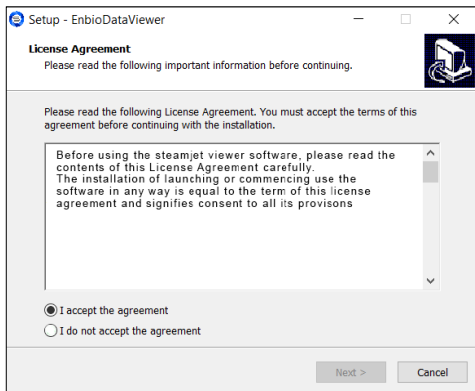 Setup - EnbioDataViewer
License Agreement
Please read the following important information before continuing.
Please read the following License Agreement. You must accept the terms of this
agreement before continuing with the installation.
Before using the steamjet viewer software, please read the
contents of this License Agreement carefully.
The installation of launching or commencing use the
software in any way is equal to the term of this license
agreement and signifies consent to all its provisons
I accept the agreement
I do not accept the agreement
Next >
Cancel